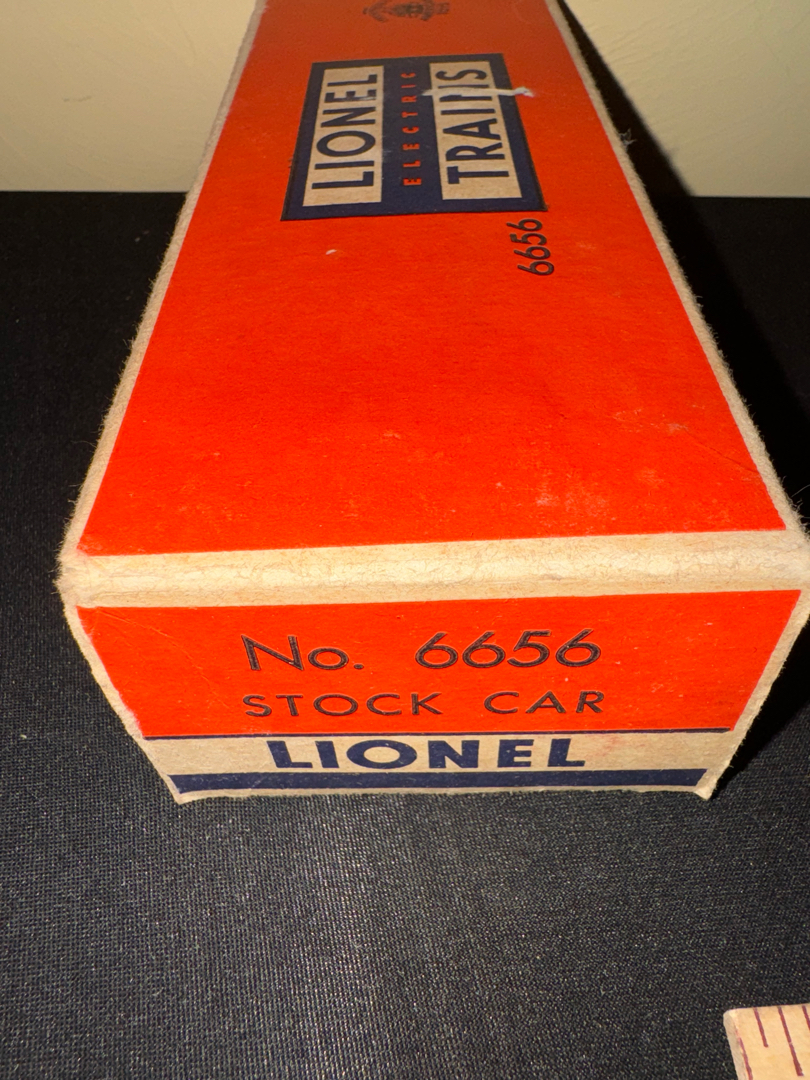 LIONEL
ELECTRIC
TRAINS
6656
No. 6656
STOCK CAR
LIONEL